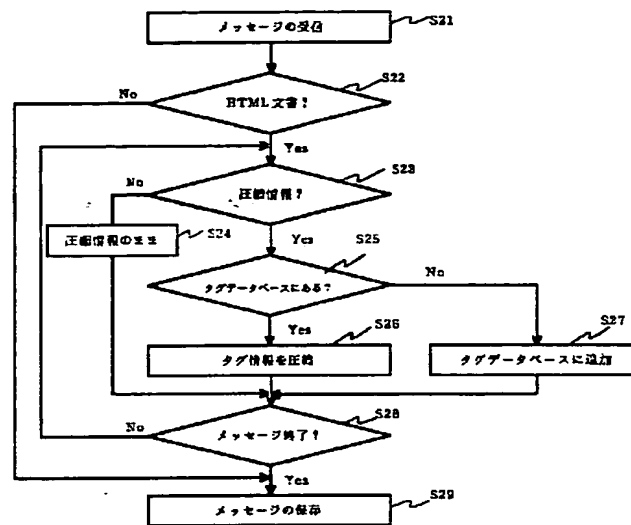 メッセージの受信
S21
S22
No
HTML文書?
Yes
S23
No
圧縮情報?
圧縮情報のまま
S24
Yes
S25
タグデータベースにある?
No
Yes
S26
S27
タグ情報を圧縮
タグデータベースに追加
S28
No
メッセージ終了?
Yes
S29
メッセージの保存